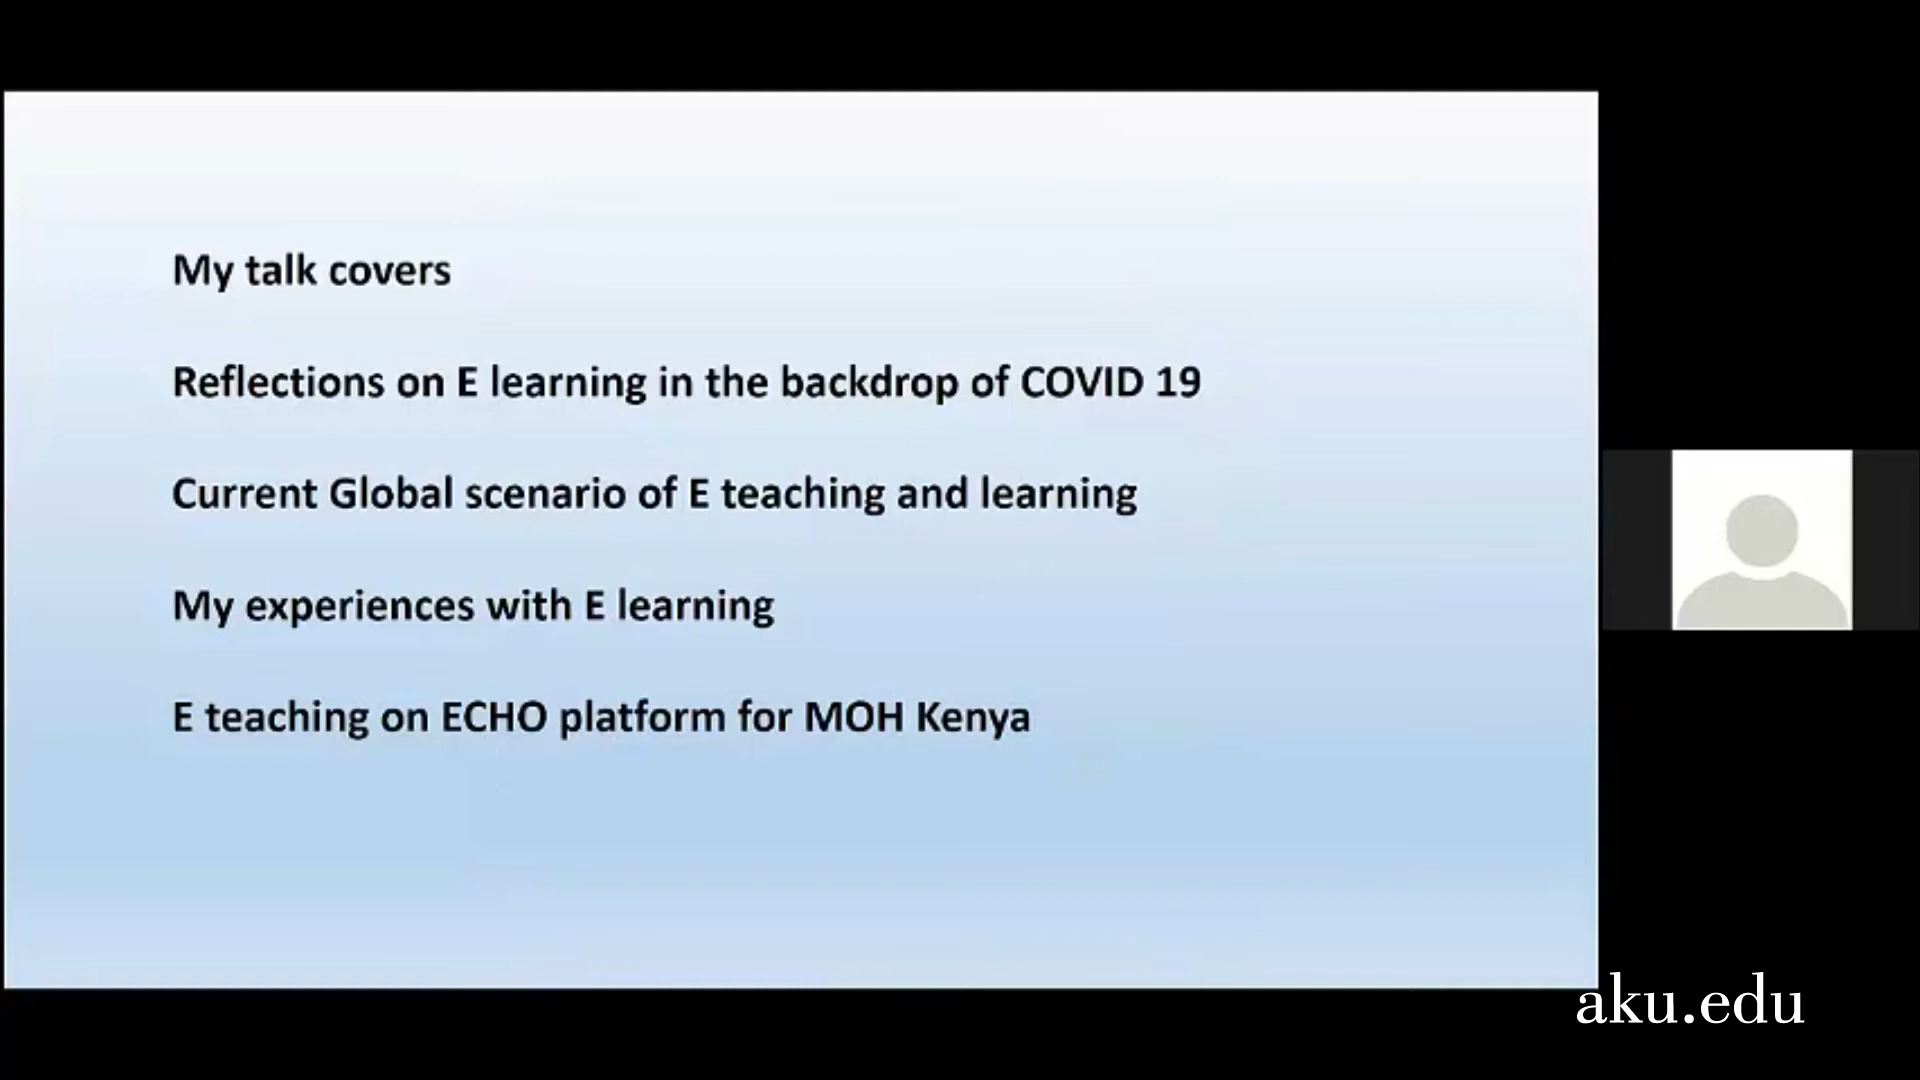 My talk covers
Reflections on E learning in the backdrop of COVID 19
Current Global scenario of E teaching and learning
My experiences with E learning
E teaching on ECHO platform for MOH Kenya
aku.edu